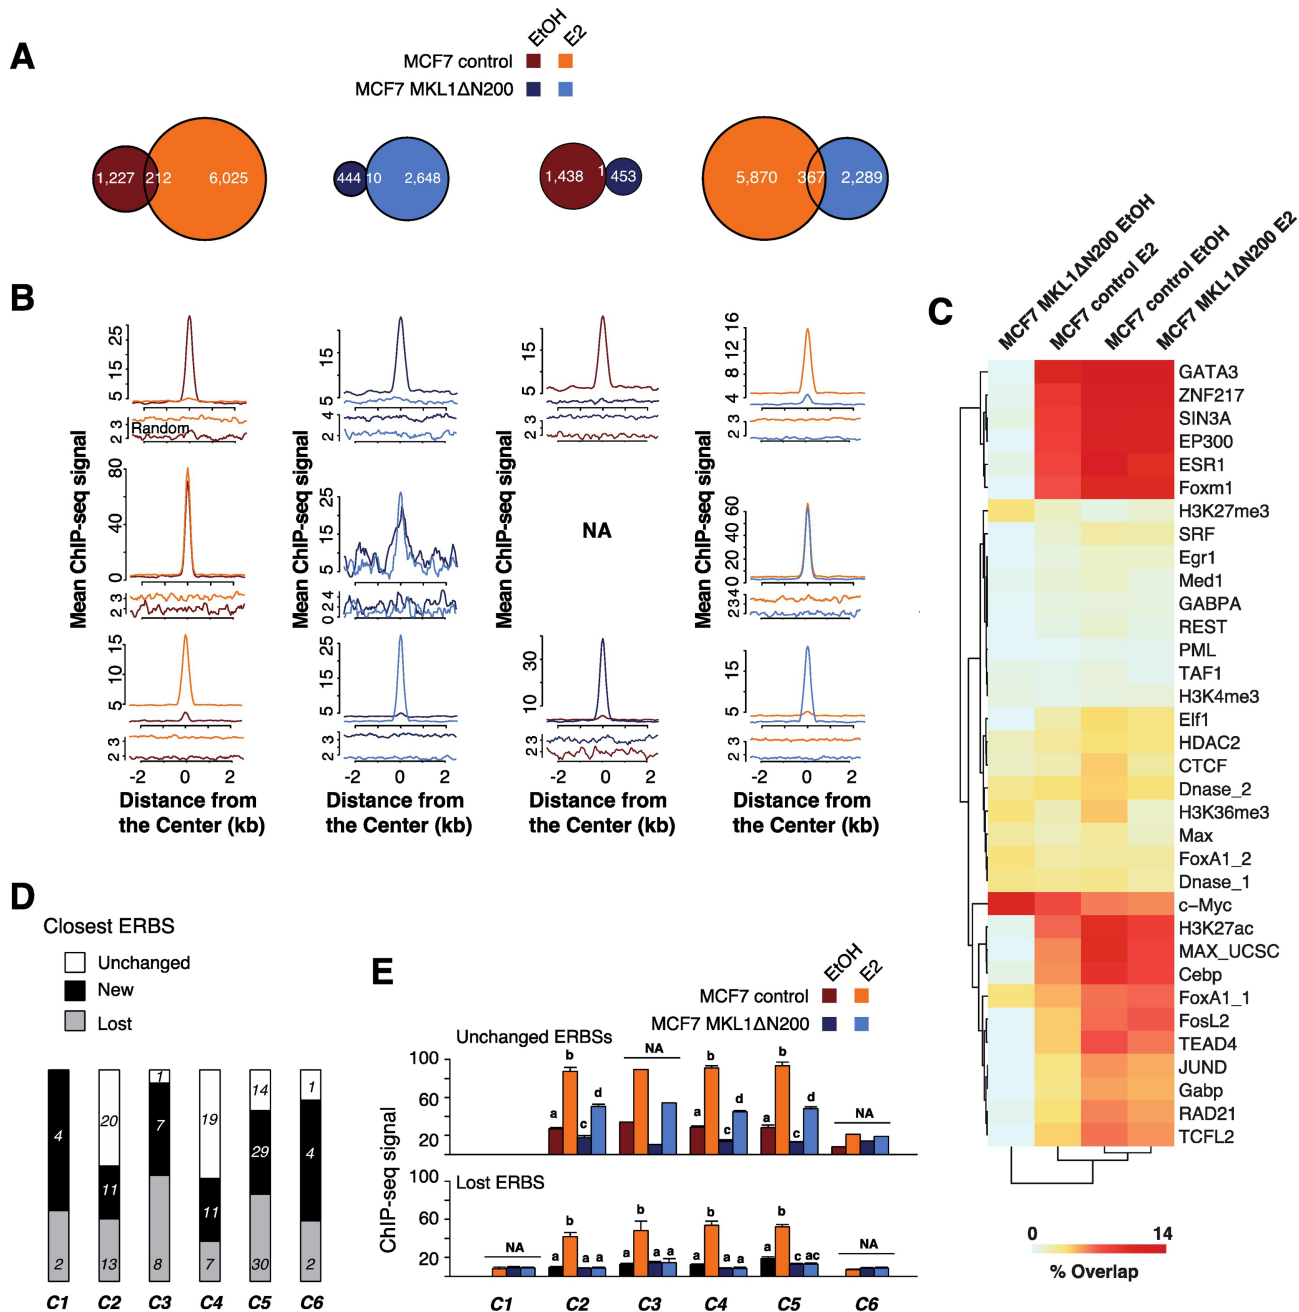 A
EtOH
E2
MCF7 control
MCF7 MKL1ΔN200
1,227
212
6,025
444
10
2,648
1,438
1
453
5,870
367
2,289
B
Mean ChIP-seq signal
5 15 25
2 3
Random
0 40 80
2 3
5 10 15
2 3
-2 0 2
Distance from
the Center (kb)
Mean ChIP-seq signal
5 15
2 4
5 15 25
0 2 4
5 15 25
2 3
-2 0 2
Distance from
the Center (kb)
Mean ChIP-seq signal
5 15
2 3
NA
10 30
2 3
-2 0 2
Distance from
the Center (kb)
Mean ChIP-seq signal
4 8 12 16
2 3
0 20 40 60
2 3 4
5 15
2 3
-2 0 2
Distance from
the Center (kb)
C
MCF7 MKL1ΔN200 EtOH
MCF7 control E2
MCF7 control EtOH
MCF7 MKL1ΔN200 E2
GATA3
ZNF217
SIN3A
EP300
ESR1
Foxm1
H3K27me3
SRF
Egr1
Med1
GABPA
REST
PML
TAF1
H3K4me3
Elf1
HDAC2
CTCF
Dnase_2
H3K36me3
Max
FoxA1_2
Dnase_1
c–Myc
H3K27ac
MAX_UCSC
Cebp
FoxA1_1
FosL2
TEAD4
JUND
Gabp
RAD21
TCFL2
0 14
% Overlap
D
Closest ERBS
Unchanged
New
Lost
4
2
20
11
13
1
7
8
19
11
7
14
29
30
1
4
2
C1 C2 C3 C4 C5 C6
E
EtOH
E2
MCF7 control
MCF7 MKL1ΔN200
ChIP-seq signal
Unchanged ERBSs
100
60
20
a b c d
NA
a b c d
a b c d
NA
Lost ERBS
100
60
20
NA
a b a a
a b a a
a b a a
a b c ac
NA
C1 C2 C3 C4 C5 C6